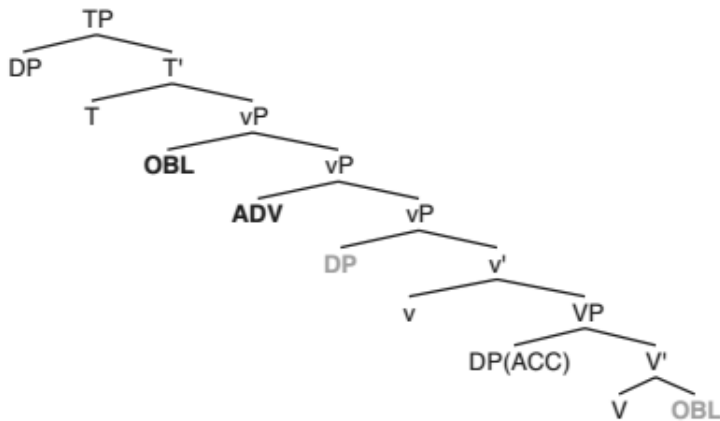 TP
DP T'
T vP
OBL vP
ADV vP
DP v'
v VP
DP(ACC) V'
V OBL